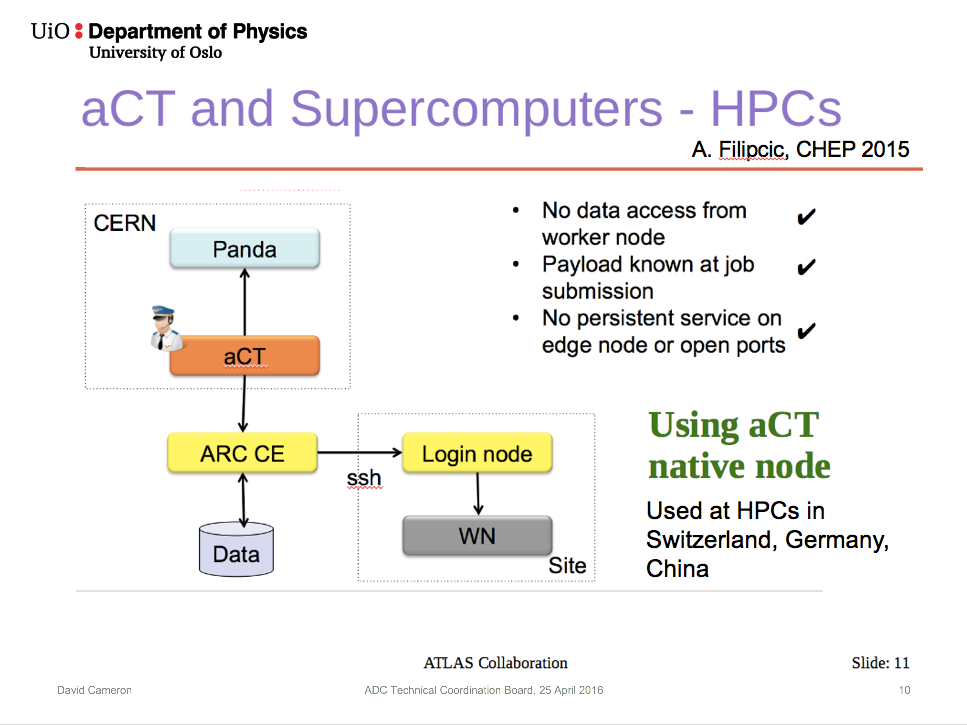 UiO Department of Physics
University of Oslo
aCT and Supercomputers - HPCs
A. Filipcic, CHEP 2015
CERN
Panda
aCT
ARC CE
ssh
Login node
Data
WN
Site
• No data access from
worker node ✔
• Payload known at job
submission ✔
• No persistent service on
edge node or open ports ✔
Using aCT
native node
Used at HPCs in
Switzerland, Germany,
China
ATLAS Collaboration
Slide: 11
David Cameron
ADC Technical Coordination Board, 25 April 2016
10